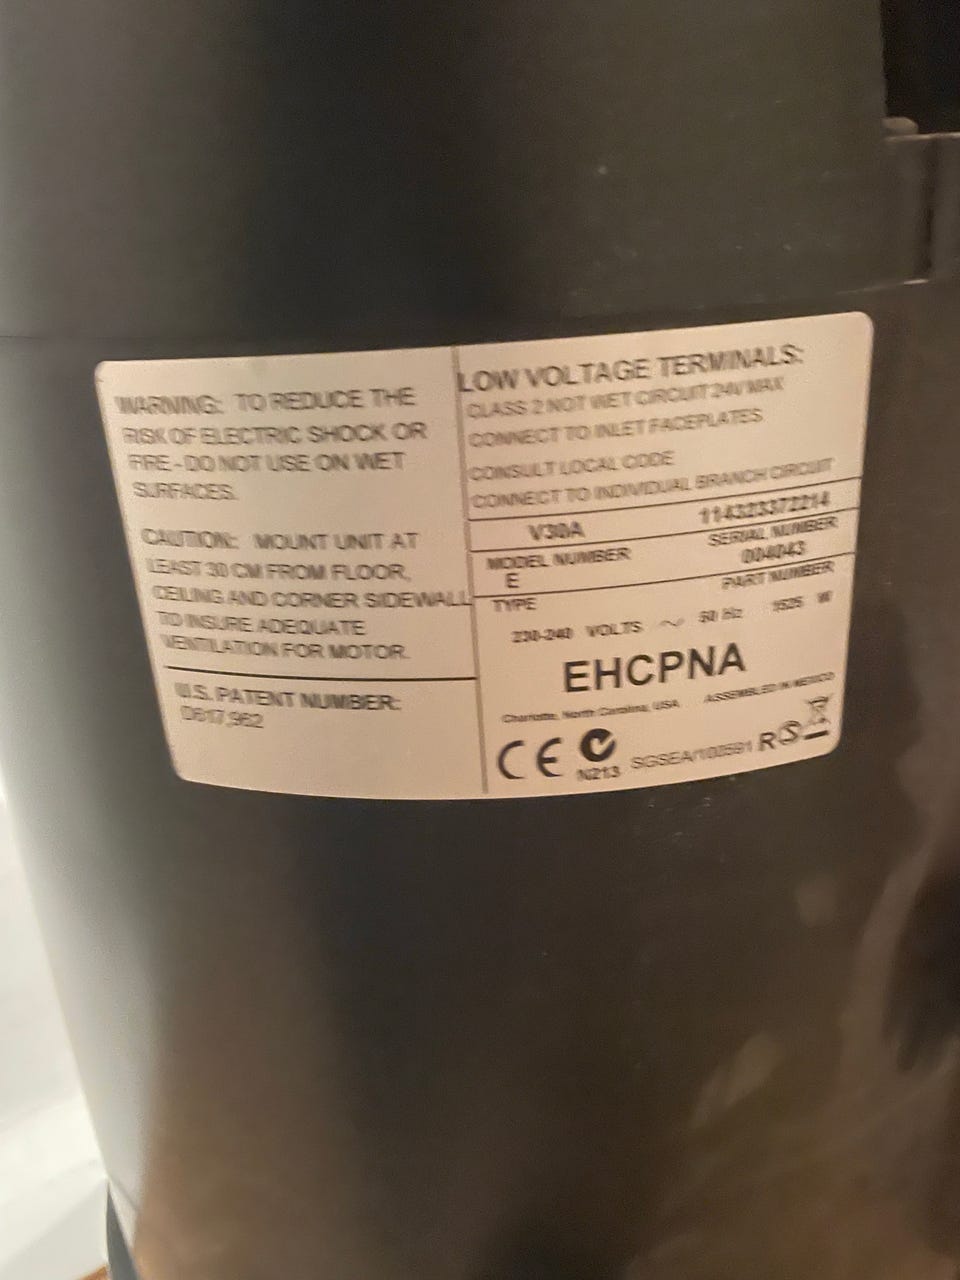 WARNING: TO REDUCE THE
RISK OF ELECTRIC SHOCK OR
FIRE - DO NOT USE ON WET
SURFACES.
CAUTION: MOUNT UNIT AT
LEAST 30 CM FROM FLOOR,
CEILING AND CORNER SIDEWALL
TO INSURE ADEQUATE
VENTILATION FOR MOTOR.
U.S. PATENT NUMBER:
D617,962
LOW VOLTAGE TERMINALS:
CLASS 2 NOT WET CIRCUIT 24V MAX
CONNECT TO INLET FACEPLATES
CONSULT LOCAL CODE
CONNECT TO INDIVIDUAL BRANCH CIRCUIT
V30A 114323372214
MODEL NUMBER SERIAL NUMBER
E 004043
TYPE PART NUMBER
230-240 VOLTS ~ 50 Hz 1525 W
EHCPNA
Charlotte, North Carolina, USA ASSEMBLED IN MEXICO
CE N213 SGSEA/100591 RS